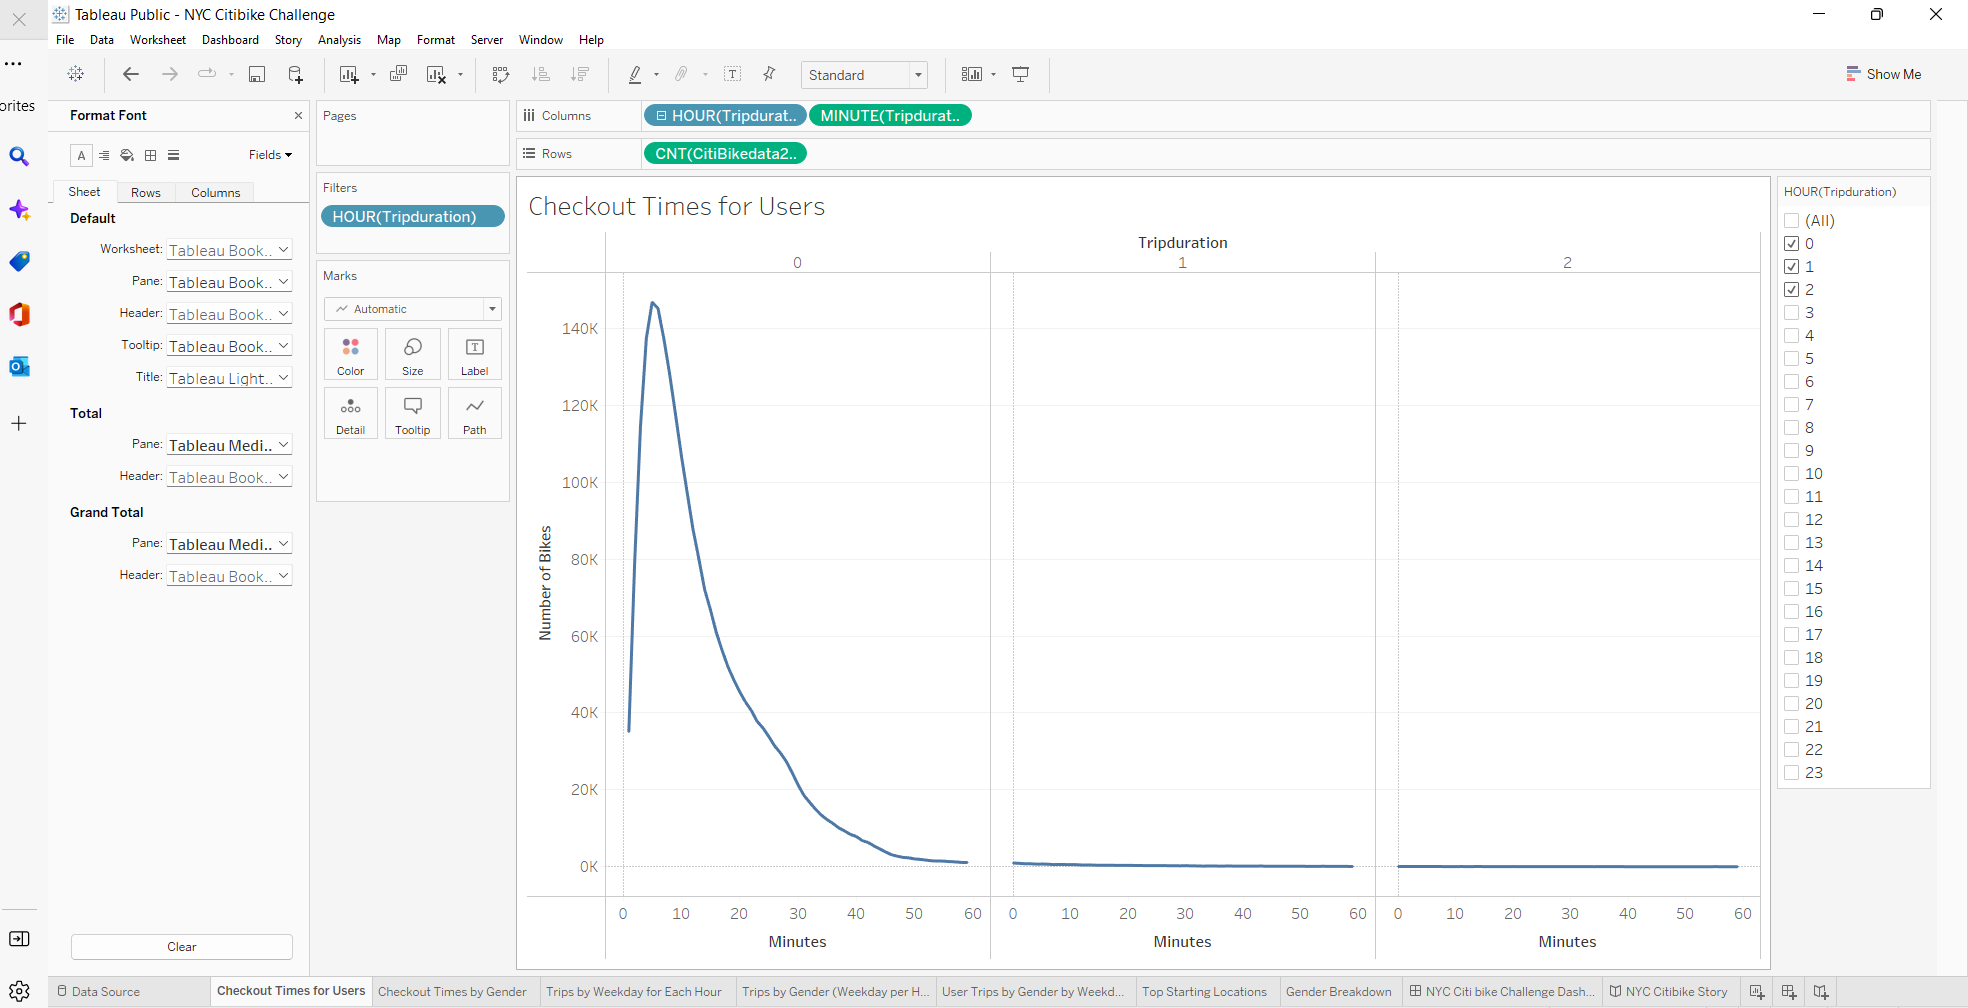 Tableau Public - NYC Citibike Challenge
File Data Worksheet Dashboard Story Analysis Map Format Server Window Help
Standard
Show Me
orites
Format Font
Fields
Sheet Rows Columns
Default
Worksheet: Tableau Book..
Pane: Tableau Book..
Header: Tableau Book..
Tooltip: Tableau Book..
Title: Tableau Light..
Total
Pane: Tableau Medi..
Header: Tableau Book..
Grand Total
Pane: Tableau Medi..
Header: Tableau Book..
Clear
Pages
Filters
HOUR(Tripduration)
Marks
Automatic
Color Size Label
Detail Tooltip Path
Columns HOUR(Tripdurat.. MINUTE(Tripdurat..
Rows CNT(CitiBikedata2..
Checkout Times for Users
Tripduration
0 1 2
Number of Bikes
140K
120K
100K
80K
60K
40K
20K
0K
0 10 20 30 40 50 60 0 10 20 30 40 50 60 0 10 20 30 40 50 60
Minutes Minutes Minutes
HOUR(Tripduration)
(All)
0
1
2
3
4
5
6
7
8
9
10
11
12
13
14
15
16
17
18
19
20
21
22
23
Data Source Checkout Times for Users Checkout Times by Gender Trips by Weekday for Each Hour Trips by Gender (Weekday per H... User Trips by Gender by Weekd... Top Starting Locations Gender Breakdown NYC Citi bike Challenge Dash... NYC Citibike Story